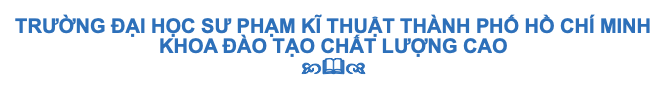 TRƯỜNG ĐẠI HỌC SƯ PHẠM KĨ THUẬT THÀNH PHỐ HỒ CHÍ MINH
KHOA ĐÀO TẠO CHẤT LƯỢNG CAO